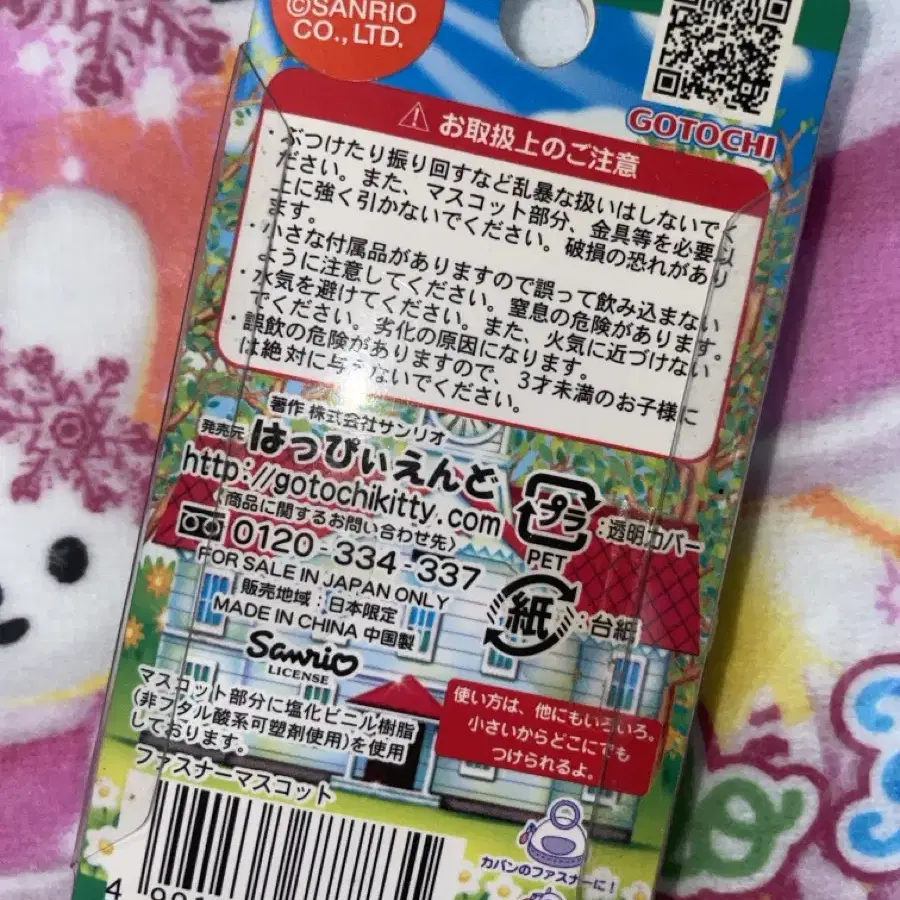 ©SANRIO
CO., LTD.
GOTOCHI
⚠ お取扱上のご注意
・ぶつけたり振り回すなど乱暴な扱いはしないでく
ださい。また、マスコット部分、金具等を必要以
上に強く引かないでください。破損の恐れがあり
ます。
・小さな付属品がありますので誤って飲み込まない
ように注意してください。窒息の危険があります。
・水気を避けてください。また、火気に近づけない
でください。劣化の原因になります。
・誤飲の危険がありますので、3才未満のお子様に
は絶対に与えないでください。
著作 株式会社サンリオ
発売元 はっぴぃえんど
http://gotochikitty.com
〈商品に関するお問い合わせ先〉
0120-334-337
FOR SALE IN JAPAN ONLY
販売地域:日本限定
MADE IN CHINA 中国製
Sanrio
LICENSE
プラ :透明カバー
PET
紙 :台紙
マスコット部分に塩化ビニル樹脂
(非フタル酸系可塑剤使用)を使用
しております。
ファスナーマスコット
使い方は、他にもいろいろ。
小さいからどこにでも
つけられるよ。
カバンのファスナーに!